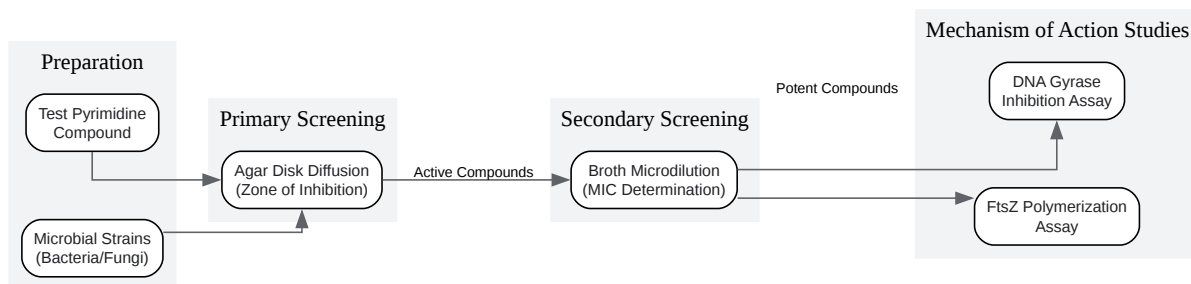 Preparation
Test Pyrimidine
Compound
Microbial Strains
(Bacteria/Fungi)
Primary Screening
Agar Disk Diffusion
(Zone of Inhibition)
Active Compounds
Secondary Screening
Broth Microdilution
(MIC Determination)
Potent Compounds
Mechanism of Action Studies
DNA Gyrase
Inhibition Assay
FtsZ Polymerization
Assay